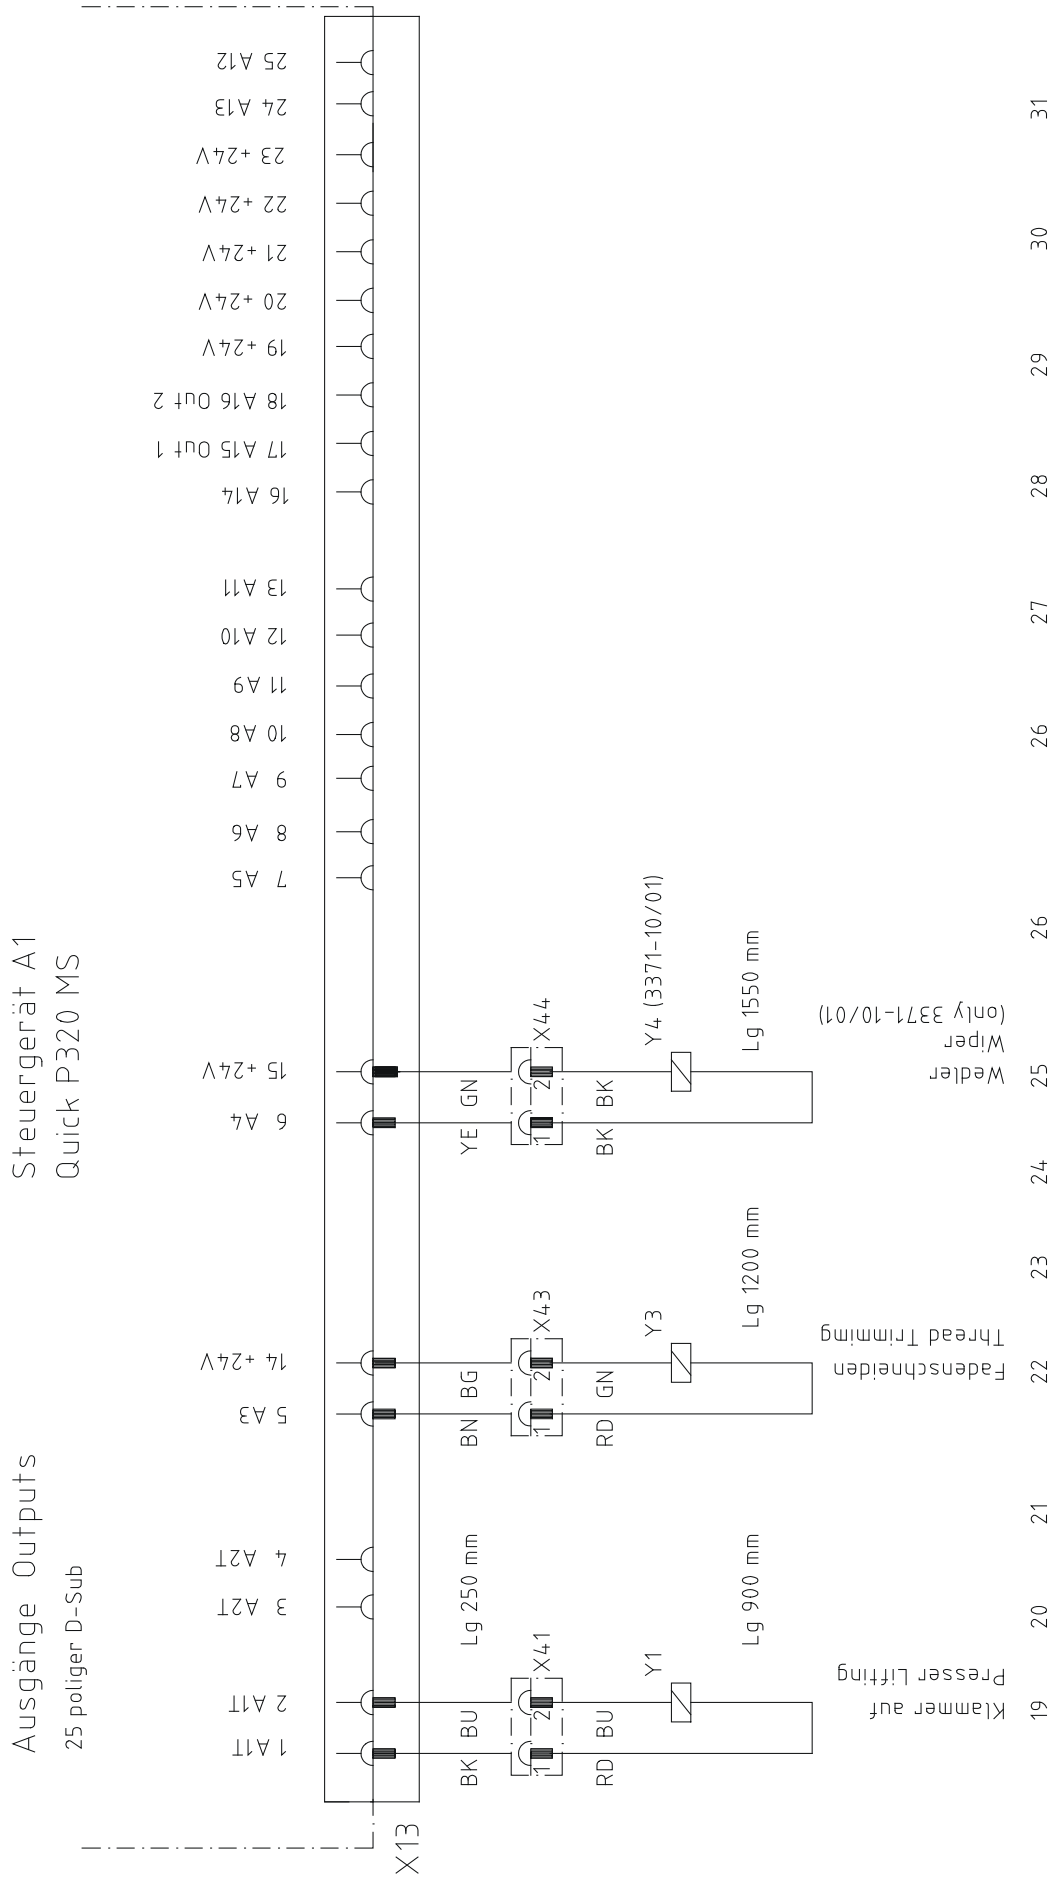 Ausgänge Outputs
25 poliger D-Sub
Steuergerät A1
Quick P320 MS
1 A1T
2 A1T
3 A2T
4 A2T
5 A3
14 +24V
6 A4
15 +24V
7 A5
8 A6
9 A7
10 A8
11 A9
12 A10
13 A11
16 A14
17 A15 Out 1
18 A16 Out 2
19 +24V
20 +24V
21 +24V
22 +24V
23 +24V
24 A13
25 A12
X13
BK BU
Lg 250 mm
BN BG
YE GN
1 2 X41
1 2 X43
1 2 X44
RD BU
RD GN
BK BK
Y1
Y3
Y4 (3371-10/01)
Lg 900 mm
Lg 1200 mm
Lg 1550 mm
Klammer auf
Presser Lifting
Fadenschneiden
Thread Trimmimg
Wedler
Wiper
(only 3371-10/01)
19 20 21 22 23 24 25 26 26 27 28 29 30 31